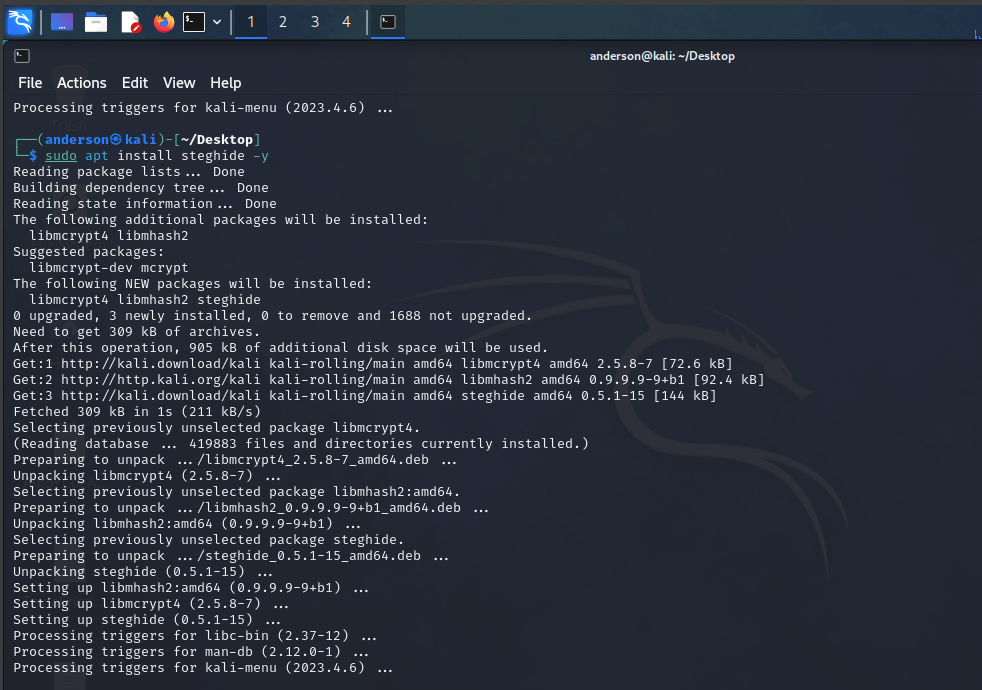 1 2 3 4
anderson@kali: ~/Desktop
File Actions Edit View Help
Processing triggers for kali-menu (2023.4.6) ...
┌──(anderson㉿kali)-[~/Desktop]
└─$ sudo apt install steghide -y
Reading package lists... Done
Building dependency tree... Done
Reading state information... Done
The following additional packages will be installed:
  libmcrypt4 libmhash2
Suggested packages:
  libmcrypt-dev mcrypt
The following NEW packages will be installed:
  libmcrypt4 libmhash2 steghide
0 upgraded, 3 newly installed, 0 to remove and 1688 not upgraded.
Need to get 309 kB of archives.
After this operation, 905 kB of additional disk space will be used.
Get:1 http://kali.download/kali kali-rolling/main amd64 libmcrypt4 amd64 2.5.8-7 [72.6 kB]
Get:2 http://http.kali.org/kali kali-rolling/main amd64 libmhash2 amd64 0.9.9.9-9+b1 [92.4 kB]
Get:3 http://kali.download/kali kali-rolling/main amd64 steghide amd64 0.5.1-15 [144 kB]
Fetched 309 kB in 1s (211 kB/s)
Selecting previously unselected package libmcrypt4.
(Reading database ... 419883 files and directories currently installed.)
Preparing to unpack .../libmcrypt4_2.5.8-7_amd64.deb ...
Unpacking libmcrypt4 (2.5.8-7) ...
Selecting previously unselected package libmhash2:amd64.
Preparing to unpack .../libmhash2_0.9.9.9-9+b1_amd64.deb ...
Unpacking libmhash2:amd64 (0.9.9.9-9+b1) ...
Selecting previously unselected package steghide.
Preparing to unpack .../steghide_0.5.1-15_amd64.deb ...
Unpacking steghide (0.5.1-15) ...
Setting up libmhash2:amd64 (0.9.9.9-9+b1) ...
Setting up libmcrypt4 (2.5.8-7) ...
Setting up steghide (0.5.1-15) ...
Processing triggers for libc-bin (2.37-12) ...
Processing triggers for man-db (2.12.0-1) ...
Processing triggers for kali-menu (2023.4.6) ...